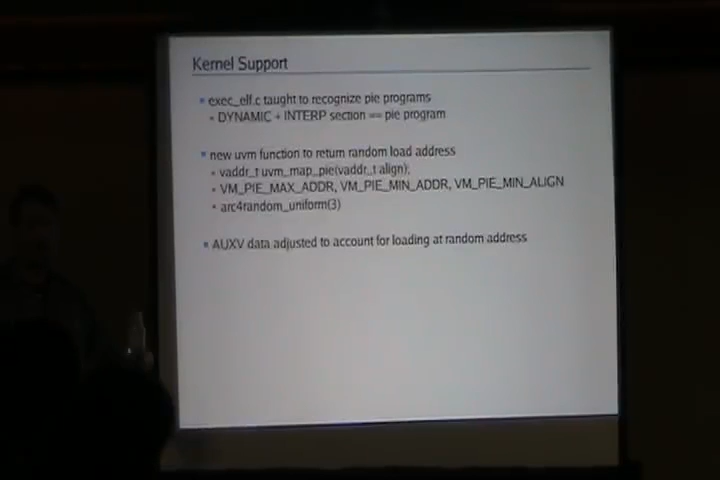 Kernel Support
exec_elf.c taught to recognize pie programs
DYNAMIC + INTERP section == pie program
new uvm function to return random load address
vaddr_t uvm_map_pie(vaddr_t align);
VM_PIE_MAX_ADDR, VM_PIE_MIN_ADDR, VM_PIE_MIN_ALIGN
arc4random_uniform(3)
AUXV data adjusted to account for loading at random address